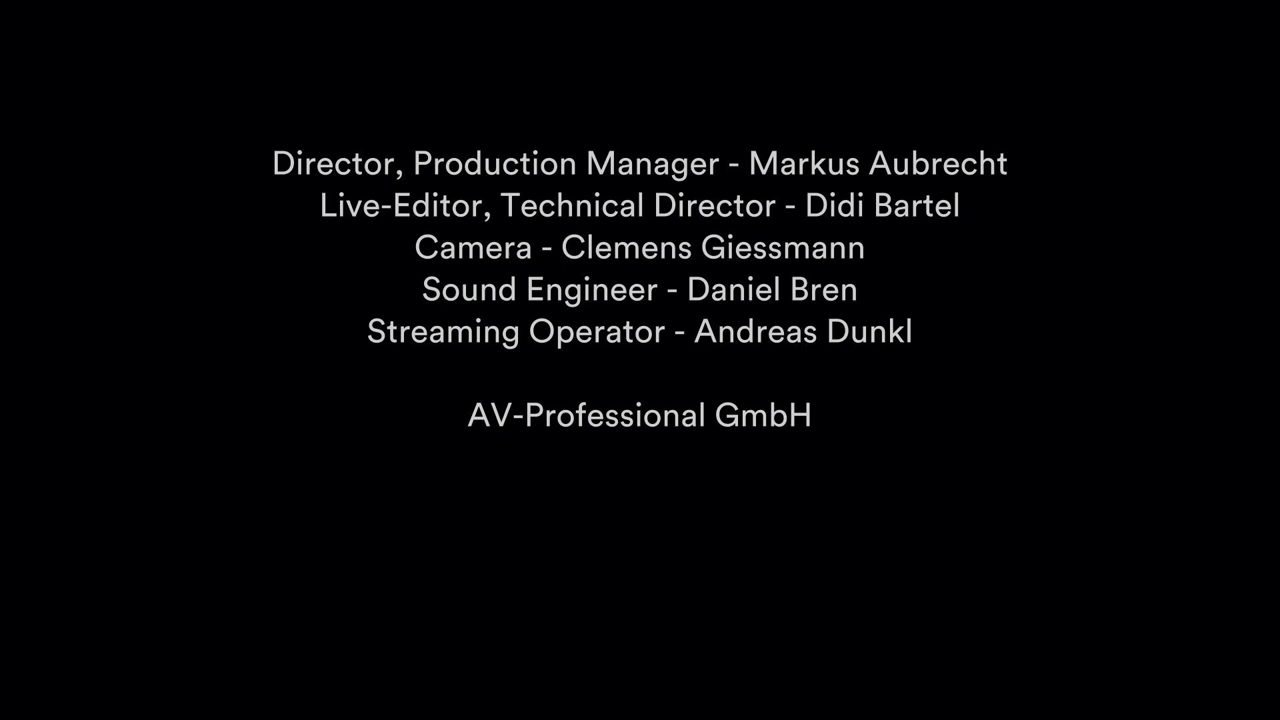 Director, Production Manager - Markus Aubrecht
Live-Editor, Technical Director - Didi Bartel
Camera - Clemens Giessmann
Sound Engineer - Daniel Bren
Streaming Operator - Andreas Dunkl
AV-Professional GmbH